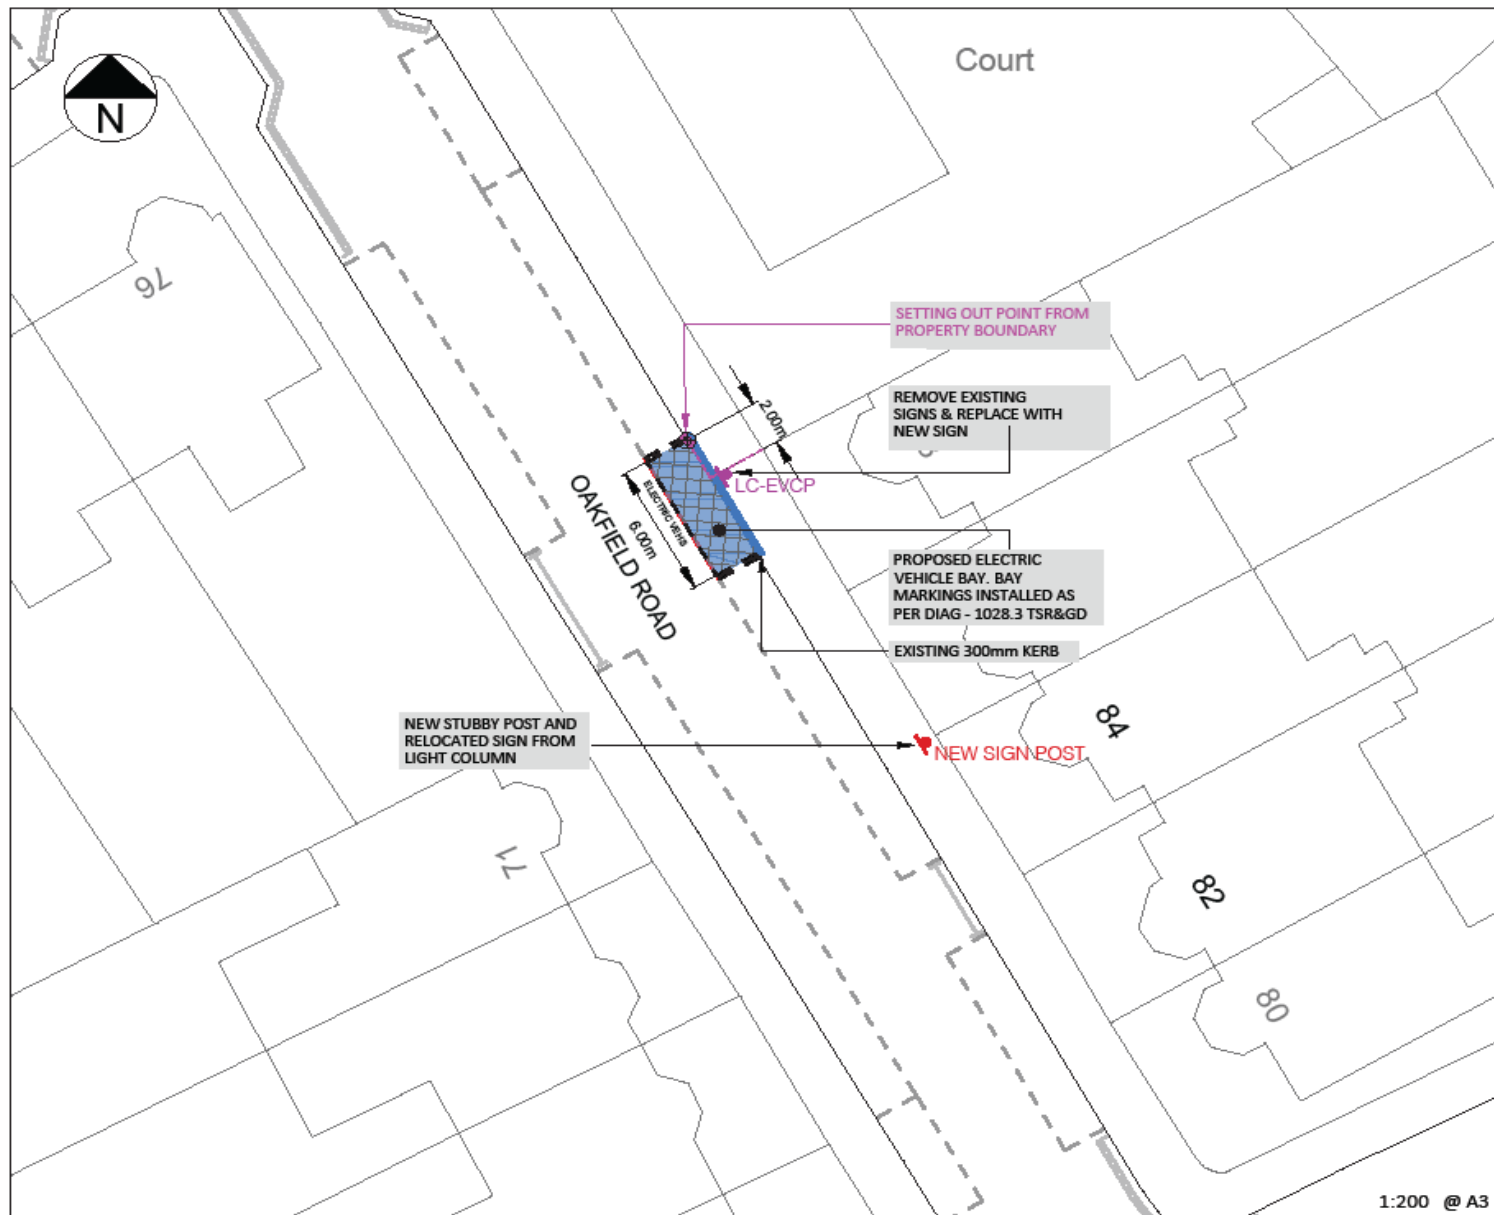 Court
N
76
SETTING OUT POINT FROM
PROPERTY BOUNDARY
REMOVE EXISTING
SIGNS & REPLACE WITH
NEW SIGN
2.00m
LC-EVCP
ELECTRIC VEHS
6.00m
OAKFIELD ROAD
PROPOSED ELECTRIC
VEHICLE BAY. BAY
MARKINGS INSTALLED AS
PER DIAG - 1028.3 TSR&GD
EXISTING 300mm KERB
NEW STUBBY POST AND
RELOCATED SIGN FROM
LIGHT COLUMN
NEW SIGN POST
84
71
82
80
1:200 @ A3